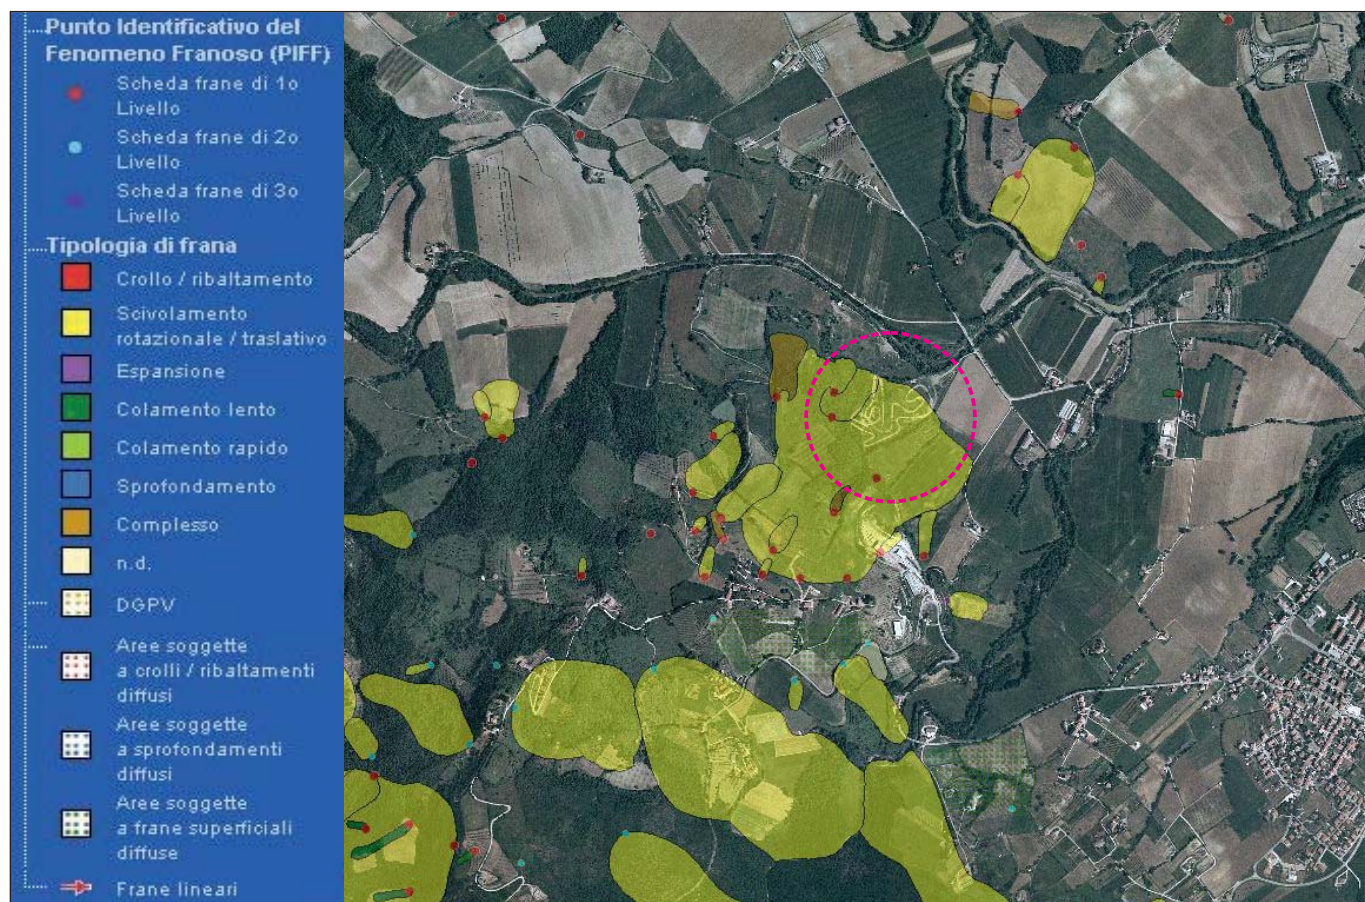 Punto Identificativo del
Fenomeno Franoso (PIFF)
Scheda frane di 1o
Livello
Scheda frane di 2o
Livello
Scheda frane di 3o
Livello
Tipologia di frana
Crollo / ribaltamento
Scivolamento
rotazionale / traslativo
Espansione
Colamento lento
Colamento rapido
Sprofondamento
Complesso
n.d.
DGPV
Aree soggette
a crolli / ribaltamenti
diffusi
Aree soggette
a sprofondamenti
diffusi
Aree soggette
a frane superficiali
diffuse
Frane lineari